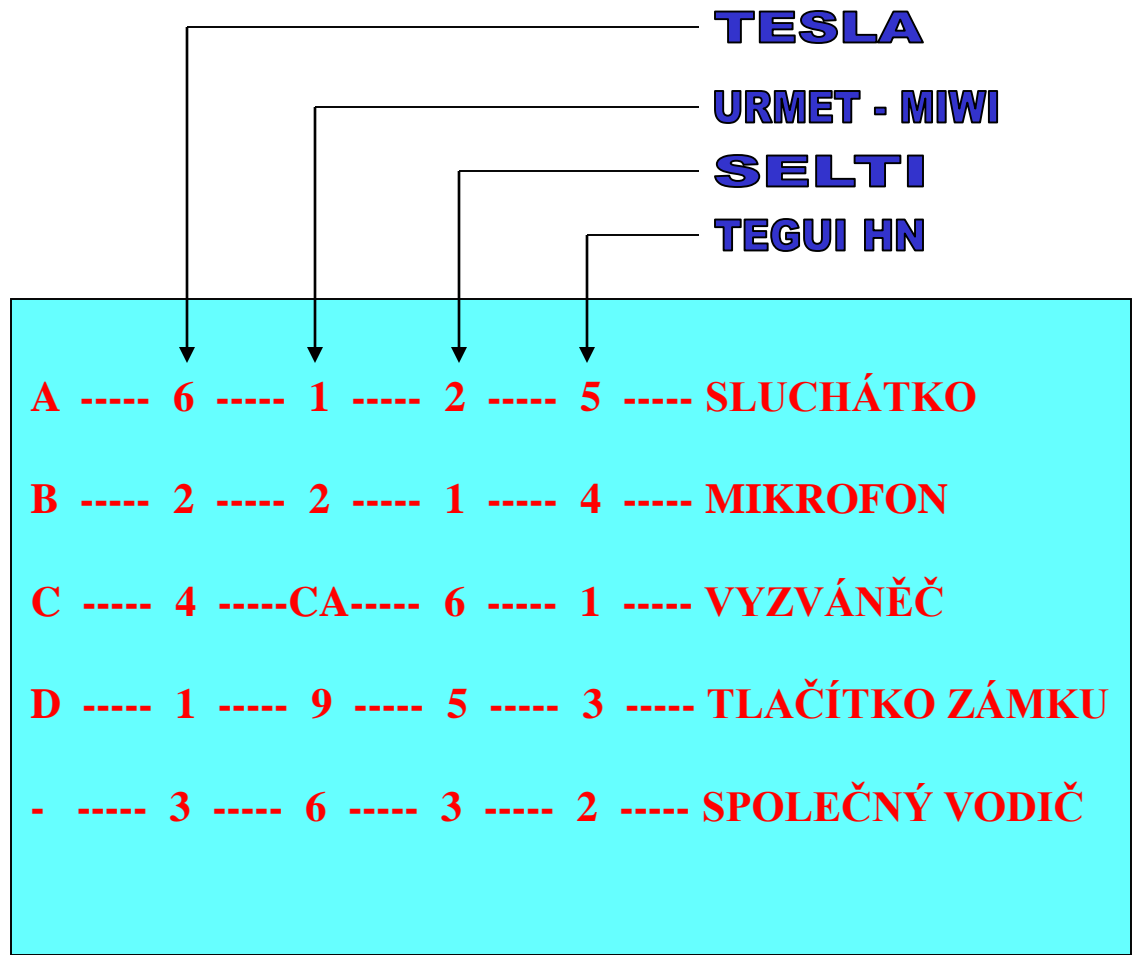 TESLA
URMET - MIWI
SELTI
TEGUI HN
A ----- 6 ----- 1 ----- 2 ----- 5 ----- SLUCHÁTKO
B ----- 2 ----- 2 ----- 1 ----- 4 ----- MIKROFON
C ----- 4 -----CA----- 6 ----- 1 ----- VYZVÁNĚČ
D ----- 1 ----- 9 ----- 5 ----- 3 ----- TLAČÍTKO ZÁMKU
- ----- 3 ----- 6 ----- 3 ----- 2 ----- SPOLEČNÝ VODIČ